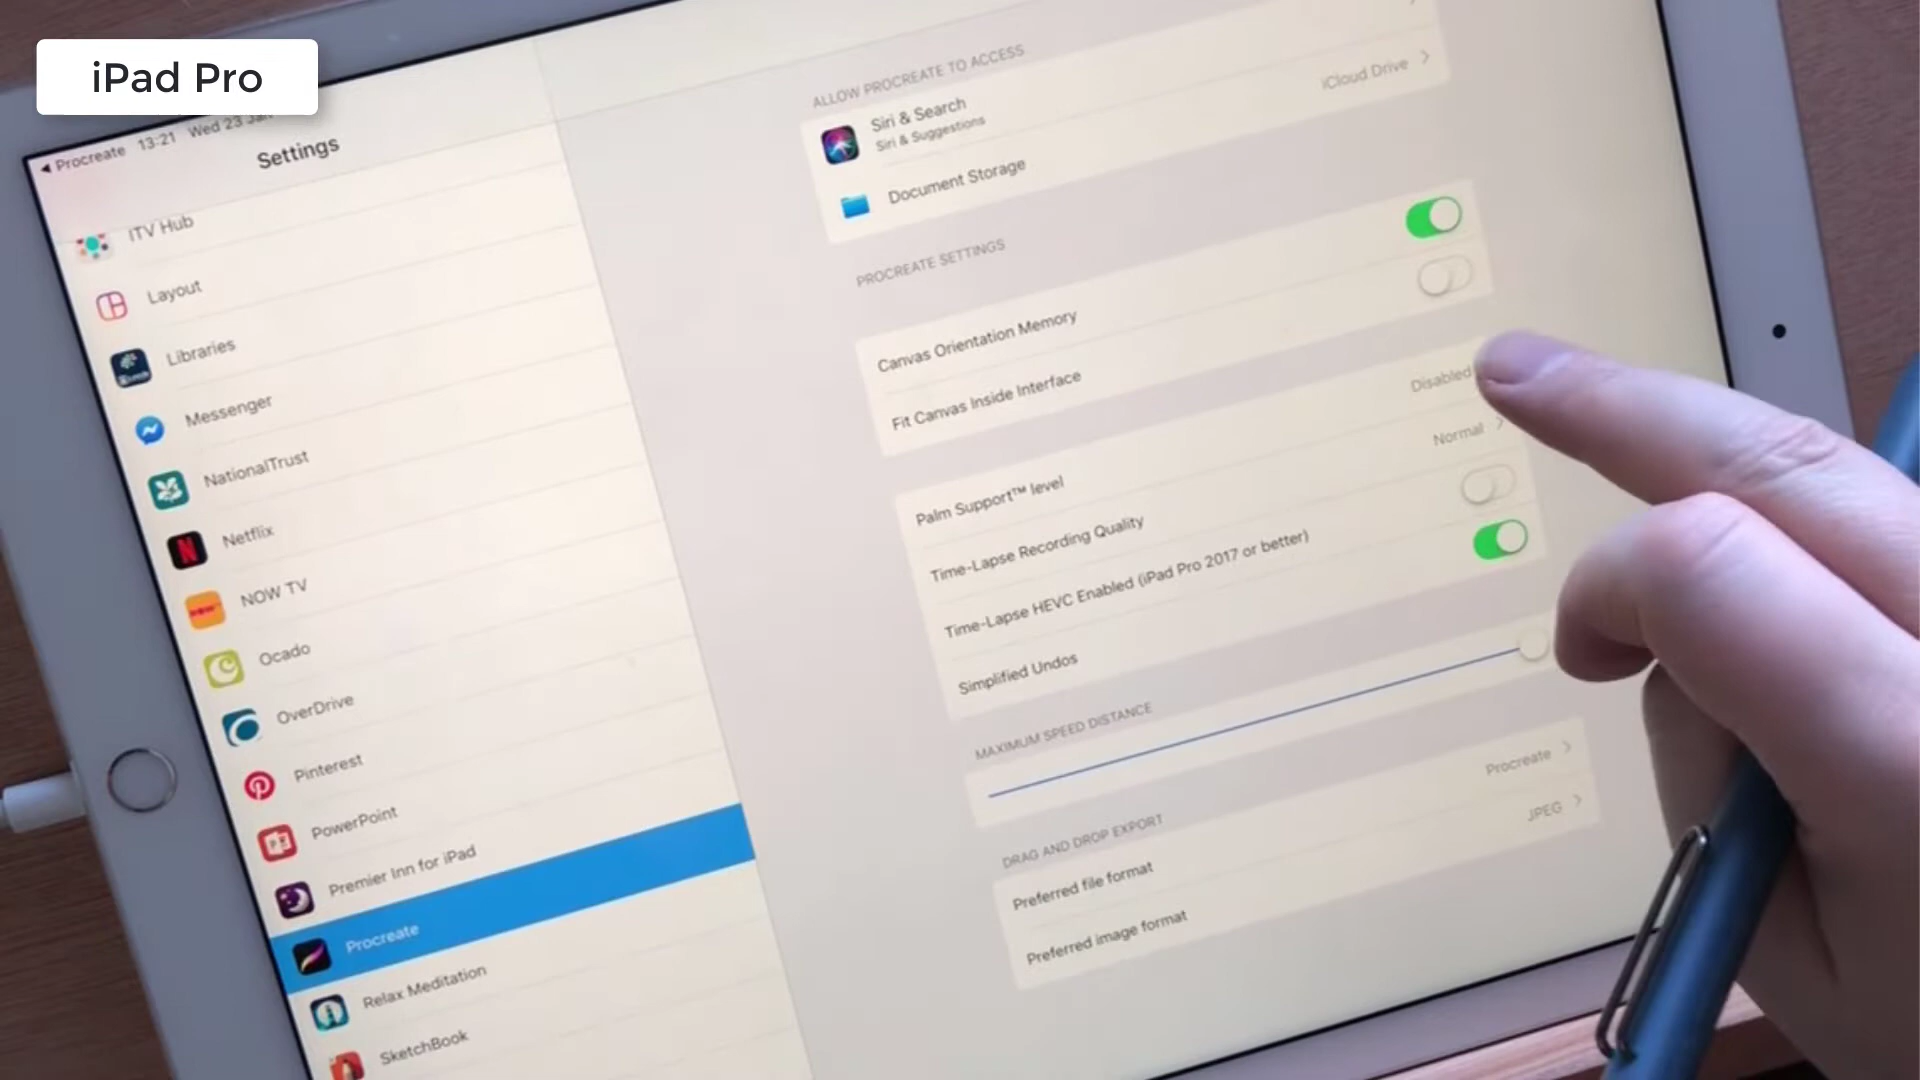 iPad Pro
Procreate 13:21 Wed 23 Jan
Settings
ITV Hub
Layout
Libraries
Messenger
NationalTrust
Netflix
NOW TV
Ocado
OverDrive
Pinterest
PowerPoint
Premier Inn for iPad
Procreate
Relax Meditation
SketchBook
ALLOW PROCREATE TO ACCESS
Siri & Search
Siri & Suggestions
Document Storage iCloud Drive
PROCREATE SETTINGS
Canvas Orientation Memory
Fit Canvas Inside Interface
Palm Support™ level Disabled
Time-Lapse Recording Quality Normal
Time-Lapse HEVC Enabled (iPad Pro 2017 or better)
Simplified Undos
MAXIMUM SPEED DISTANCE
DRAG AND DROP EXPORT
Preferred file format Procreate
Preferred image format JPEG